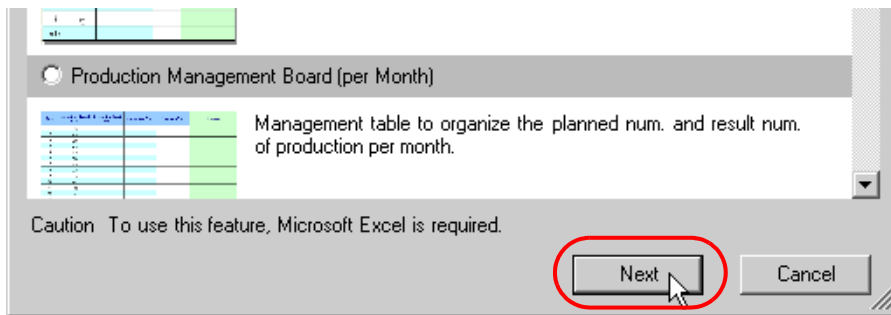 Production Management Board (per Month)
Management table to organize the planned num. and result num.
of production per month.
Caution To use this feature, Microsoft Excel is required.
Next
Cancel